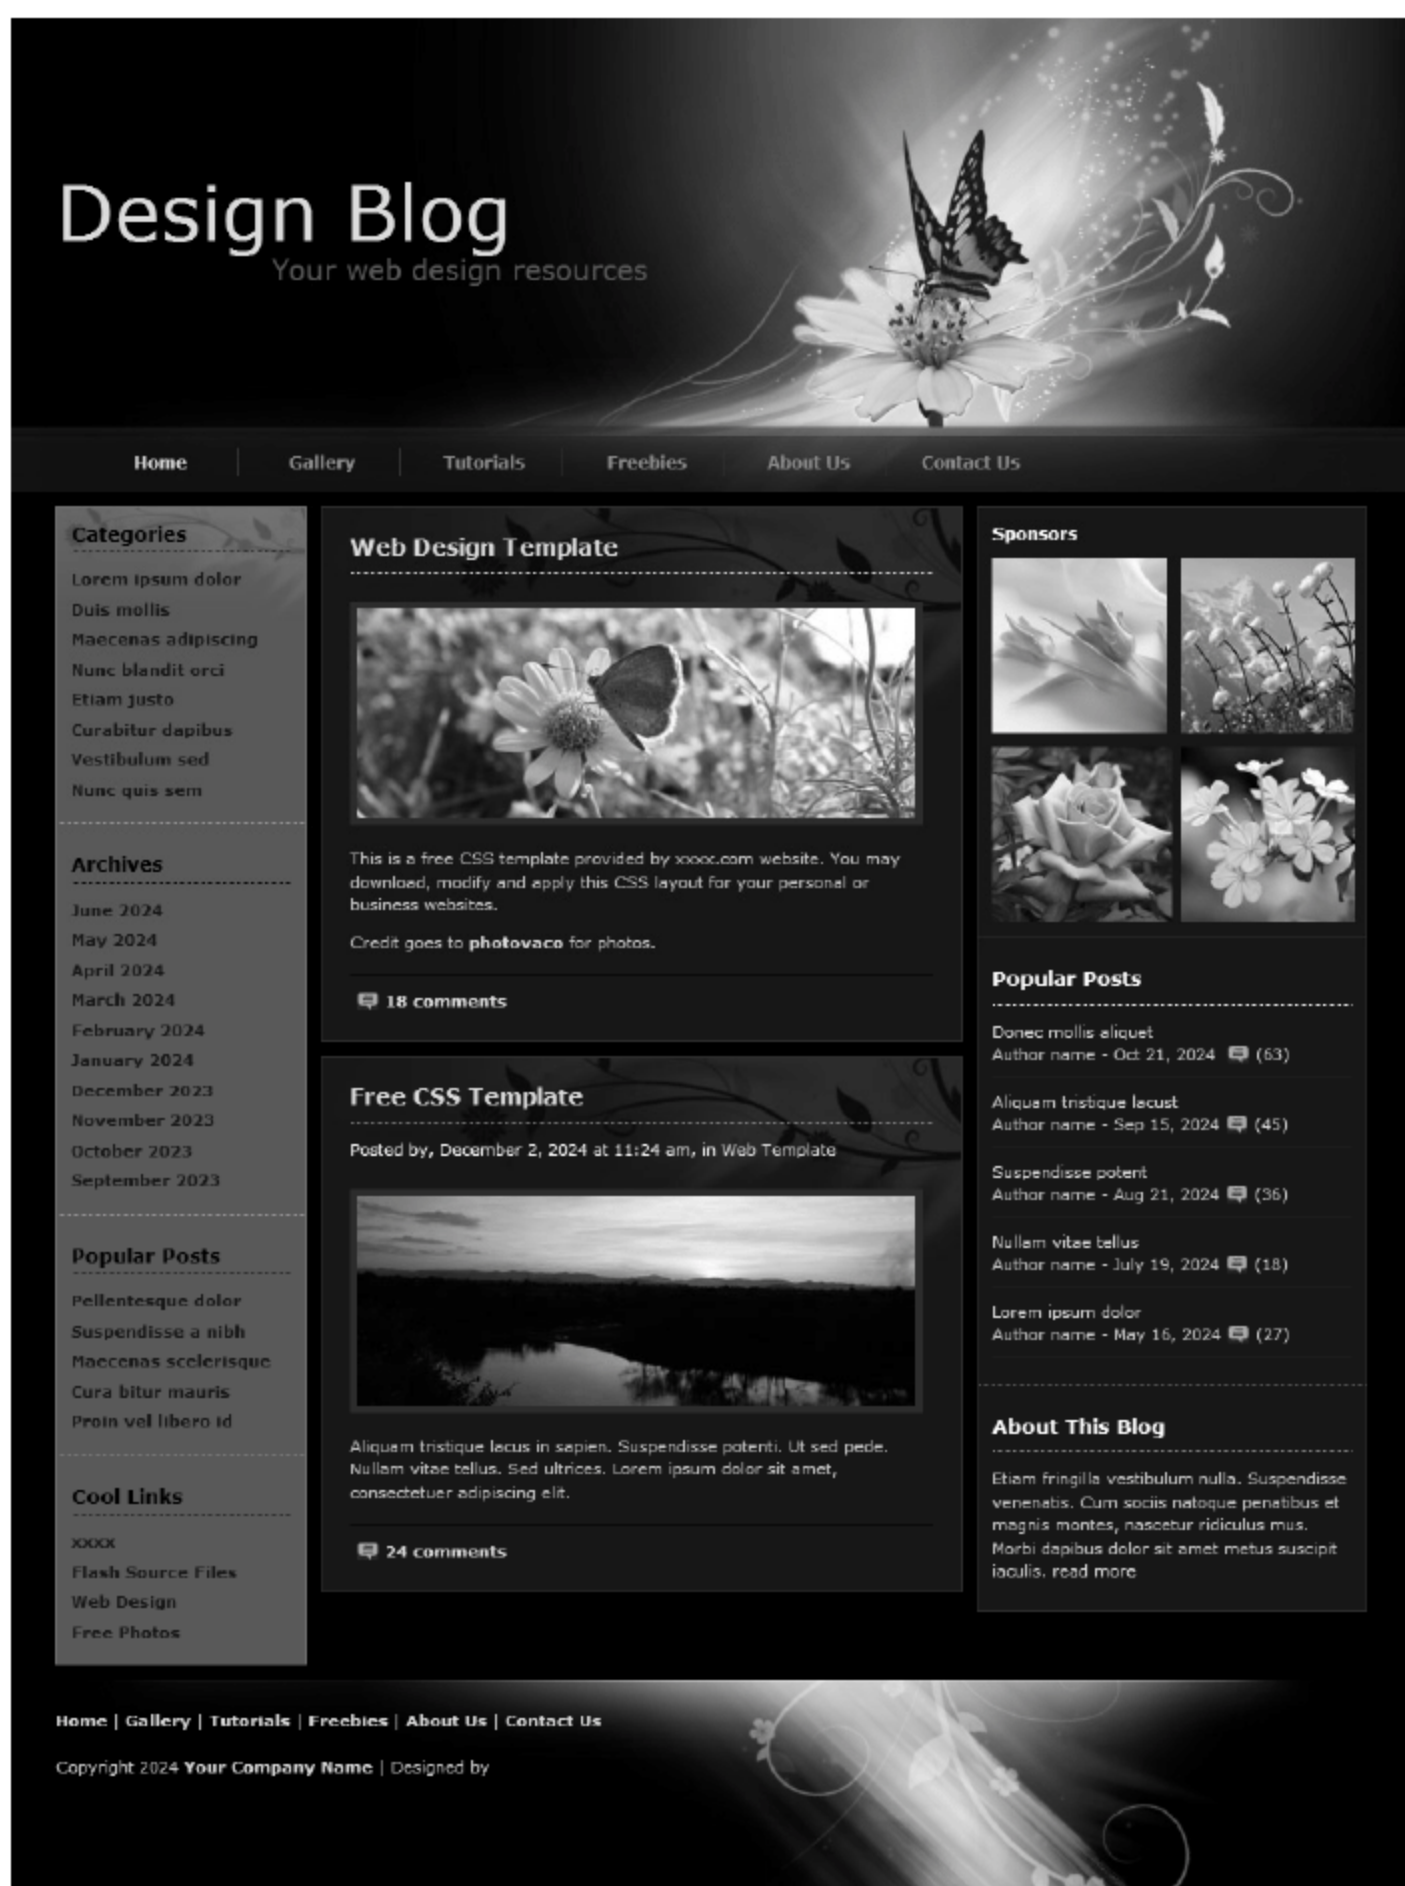 Design Blog
Your web design resources
Home
Gallery
Tutorials
Freebies
About Us
Contact Us
Categories
Lorem ipsum dolor
Duis mollis
Maecenas adipiscing
Nunc blandit orci
Etiam justo
Curabitur dapibus
Vestibulum sed
Nunc quis sem
Archives
June 2024
May 2024
April 2024
March 2024
February 2024
January 2024
December 2023
November 2023
October 2023
September 2023
Popular Posts
Pellentesque dolor
Suspendisse a nibh
Maecenas scelerisque
Cura bitur mauris
Proin vel libero id
Cool Links
xxxx
Flash Source Files
Web Design
Free Photos
Web Design Template
This is a free CSS template provided by xxxx.com website. You may
download, modify and apply this CSS layout for your personal or
business websites.
Credit goes to photovaco for photos.
18 comments
Free CSS Template
Posted by, December 2, 2024 at 11:24 am, in Web Template
Aliquam tristique lacus in sapien. Suspendisse potenti. Ut sed pede.
Nullam vitae tellus. Sed ultrices. Lorem ipsum dolor sit amet,
consectetuer adipiscing elit.
24 comments
Sponsors
Popular Posts
Donec mollis aliquet
Author name - Oct 21, 2024 (63)
Aliquam tristique lacust
Author name - Sep 15, 2024 (45)
Suspendisse potent
Author name - Aug 21, 2024 (36)
Nullam vitae tellus
Author name - July 19, 2024 (18)
Lorem ipsum dolor
Author name - May 16, 2024 (27)
About This Blog
Etiam fringilla vestibulum nulla. Suspendisse
venenatis. Cum sociis natoque penatibus et
magnis montes, nascetur ridiculus mus.
Morbi dapibus dolor sit amet metus suscipit
iaculis. read more
Home | Gallery | Tutorials | Freebies | About Us | Contact Us
Copyright 2024 Your Company Name | Designed by